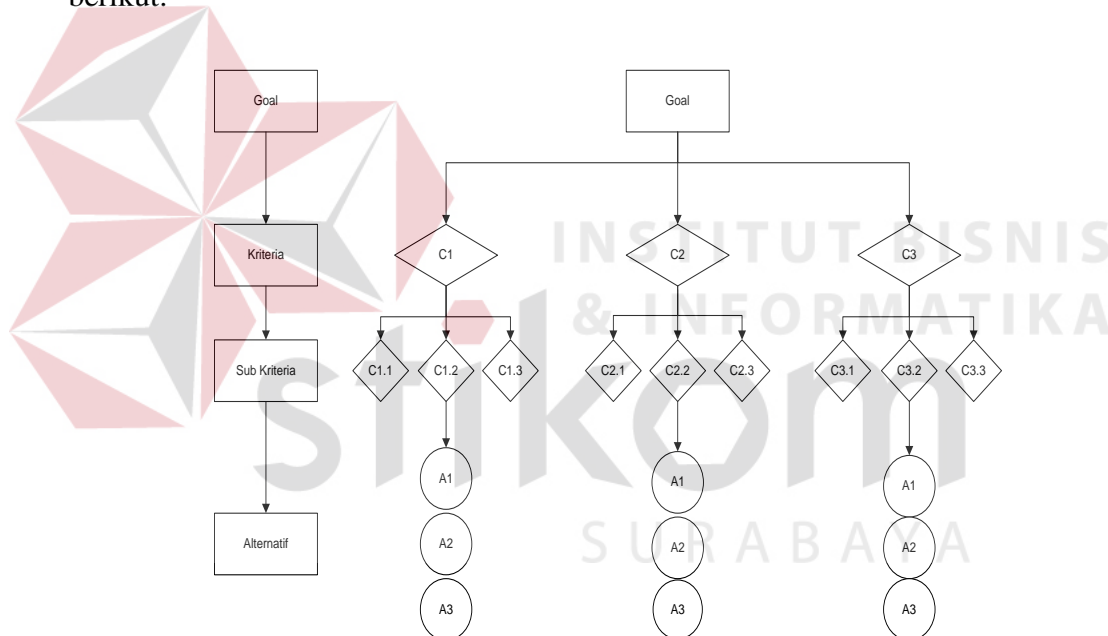 berikut:
Goal
Goal
INSTITUT BISNIS
Kriteria
C1
C2
C3
& INFORMATIKA
Sub Kriteria
C1.1
C1.2
C1.3
C2.1
C2.2
C2.3
C3.1
C3.2
C3.3
stikom
A1
A1
A1
Alternatif
A2
A2
A2
SURABAYA
A3
A3
A3